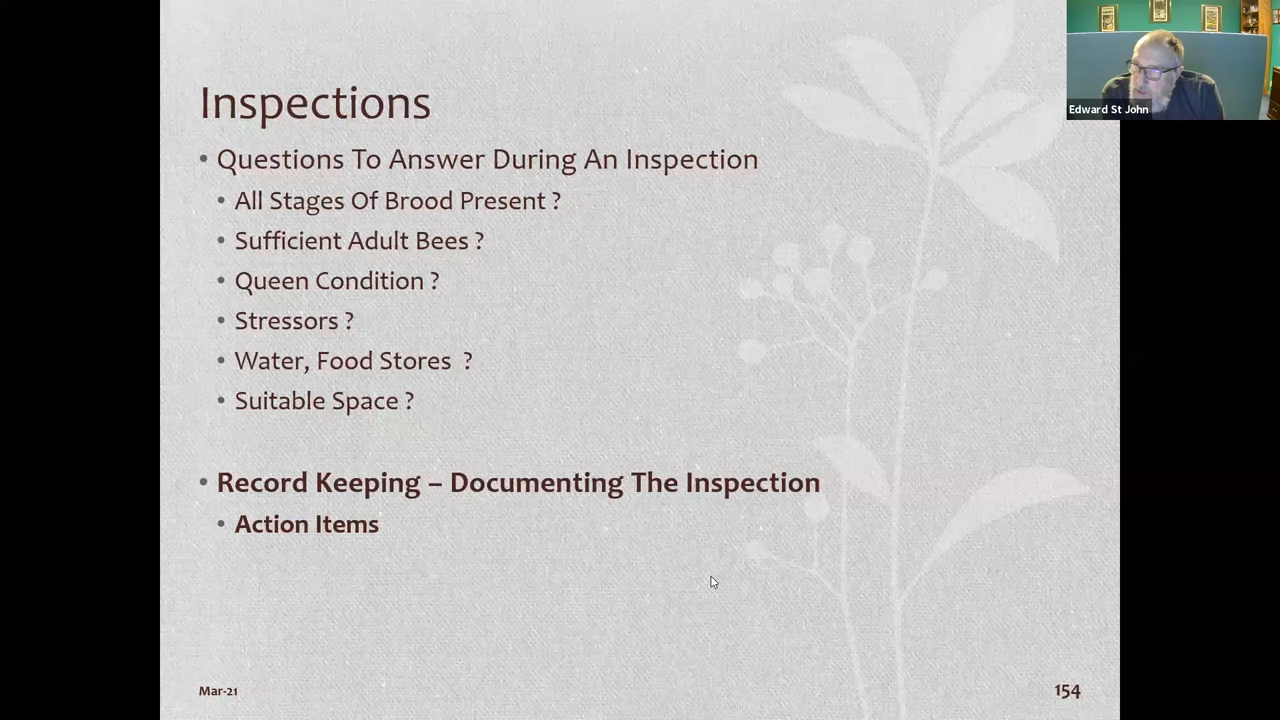 Inspections
• Questions To Answer During An Inspection
• All Stages Of Brood Present ?
• Sufficient Adult Bees ?
• Queen Condition ?
• Stressors ?
• Water, Food Stores  ?
• Suitable Space ?
• Record Keeping – Documenting The Inspection
• Action Items
Mar-21
154
Edward St John